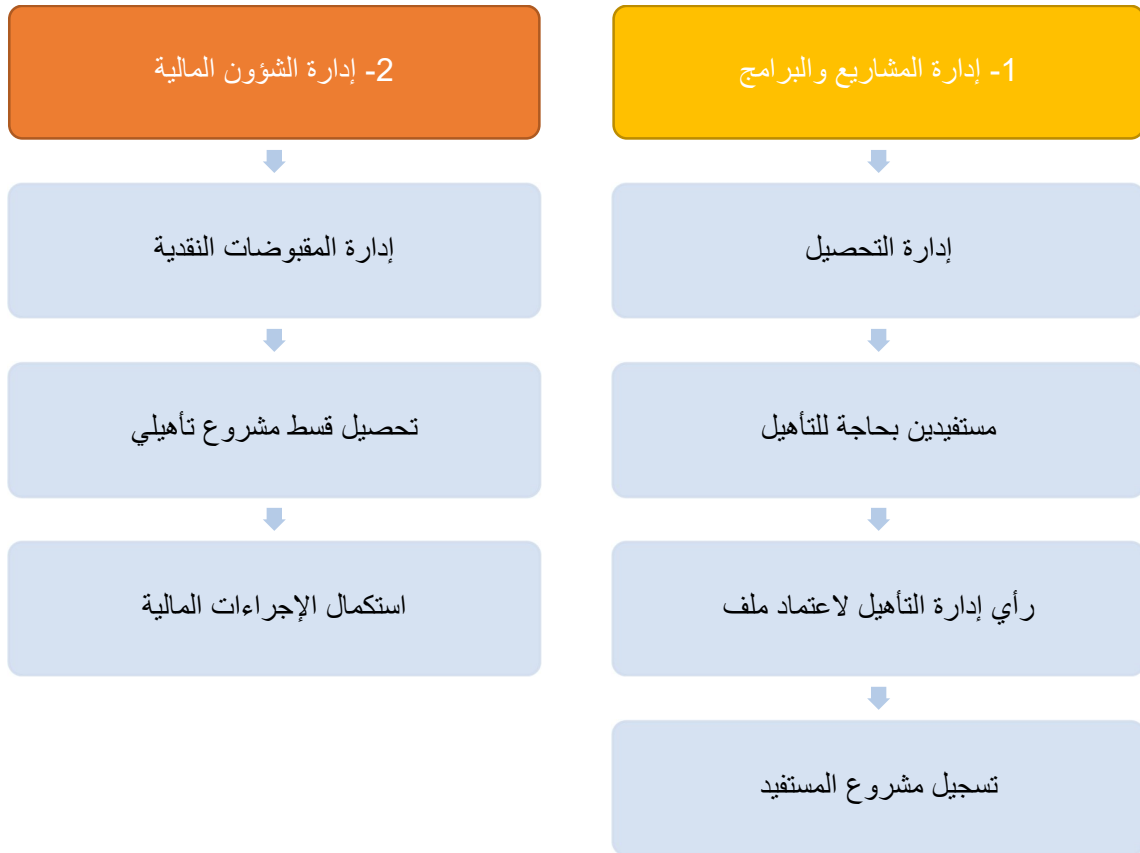 1- إدارة المشاريع والبرامج
إدارة التحصيل
مستفيدين بحاجة للتأهيل
رأي إدارة التأهيل لاعتماد ملف
تسجيل مشروع المستفيد
2- إدارة الشؤون المالية
إدارة المقبوضات النقدية
تحصيل قسط مشروع تأهيلي
استكمال الإجراءات المالية